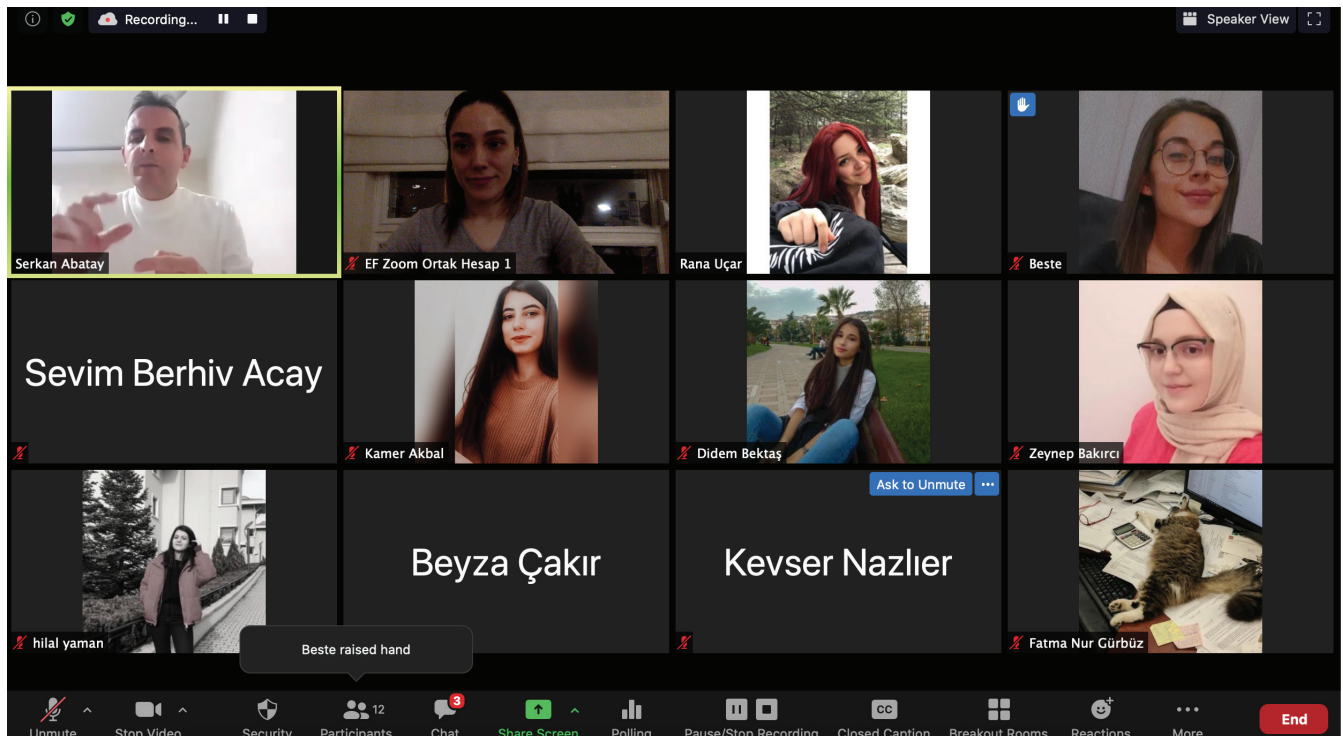 Recording...
Speaker View
Serkan Abatay
EF Zoom Ortak Hesap 1
Rana Uçar
Beste
Sevim Berhiv Acay
Kamer Akbal
Didem Bektaş
Zeynep Bakırcı
Ask to Unmute
hilal yaman
Beyza Çakır
Kevser Nazlıer
Fatma Nur Gürbüz
Beste raised hand
12
3
CC
Unmute
Stop Video
Security
Participants
Chat
Share Screen
Polling
Pause/Stop Recording
Closed Caption
Breakout Rooms
Reactions
More
End